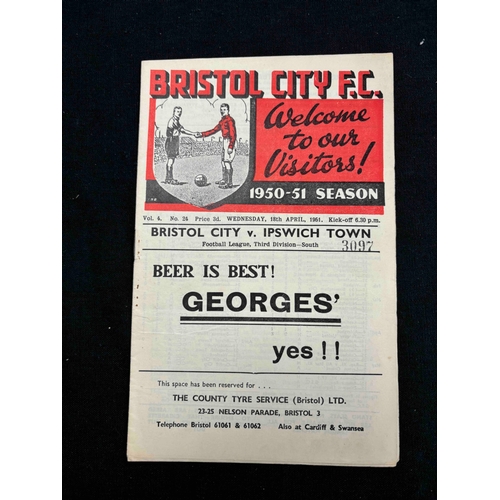 BRISTOL CITY F.C.
Welcome
to our
Visitors!
1950-51 SEASON
Vol. 4. No. 24 Price 3d. WEDNESDAY, 18th APRIL, 1951. Kick-off 6.30 p.m.
BRISTOL CITY v. IPSWICH TOWN
Football League, Third Division—South 3097
BEER IS BEST!
GEORGES'
yes!!
This space has been reserved for . . .
THE COUNTY TYRE SERVICE (Bristol) LTD.
23-25 NELSON PARADE, BRISTOL 3
Telephone Bristol 61061 & 61062 Also at Cardiff & Swansea